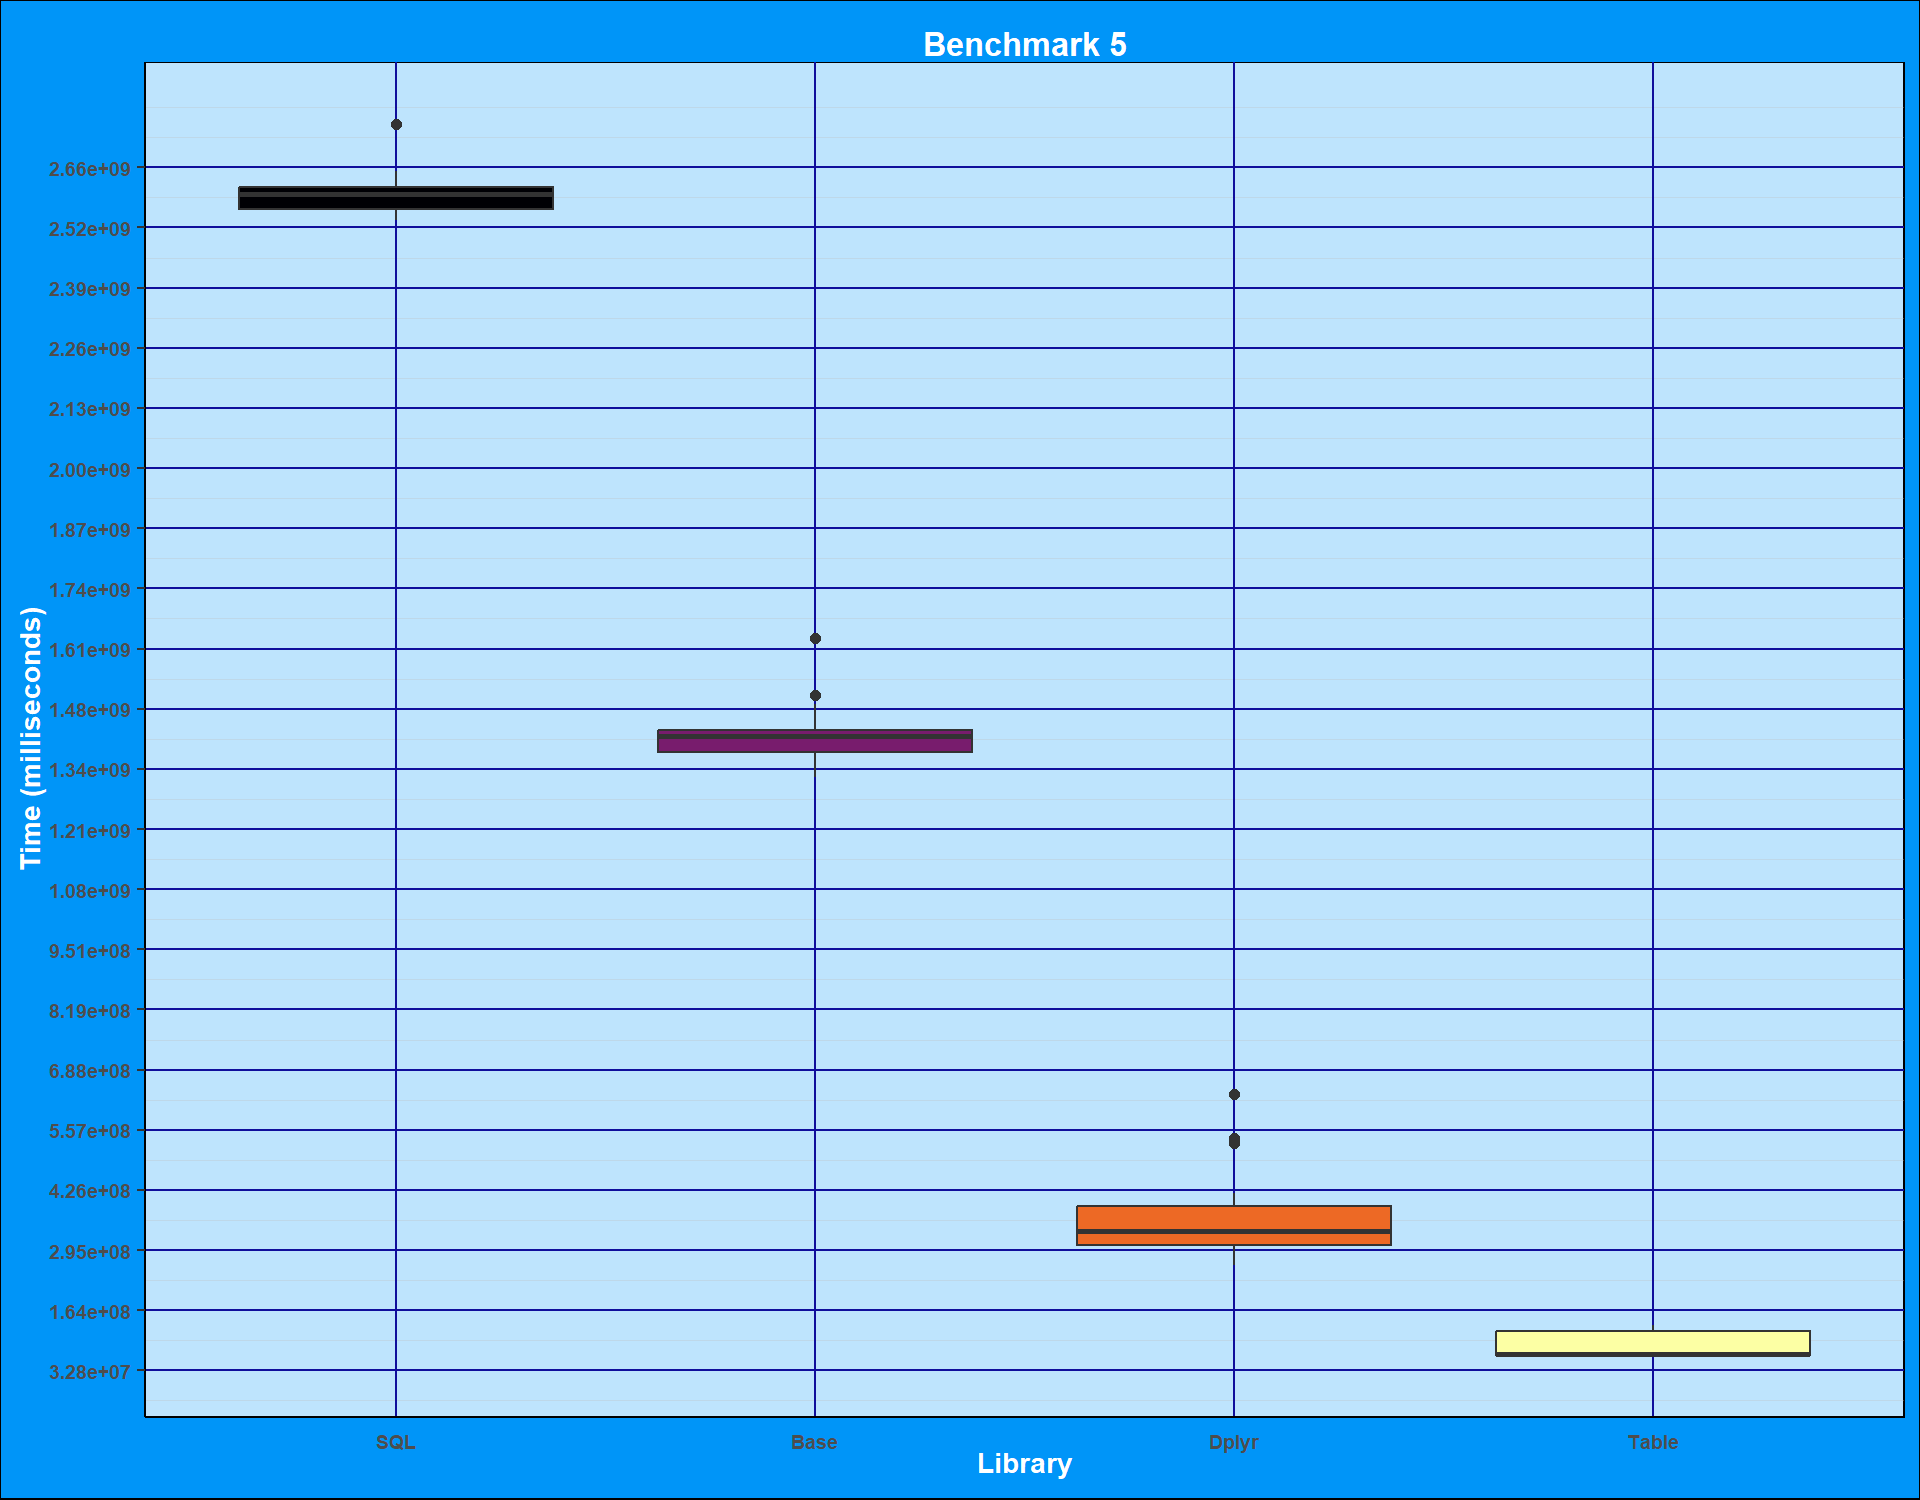 Benchmark 5
Time (milliseconds)
2.66e+09
2.52e+09
2.39e+09
2.26e+09
2.13e+09
2.00e+09
1.87e+09
1.74e+09
1.61e+09
1.48e+09
1.34e+09
1.21e+09
1.08e+09
9.51e+08
8.19e+08
6.88e+08
5.57e+08
4.26e+08
2.95e+08
1.64e+08
3.28e+07
SQL Base Dplyr Table
Library